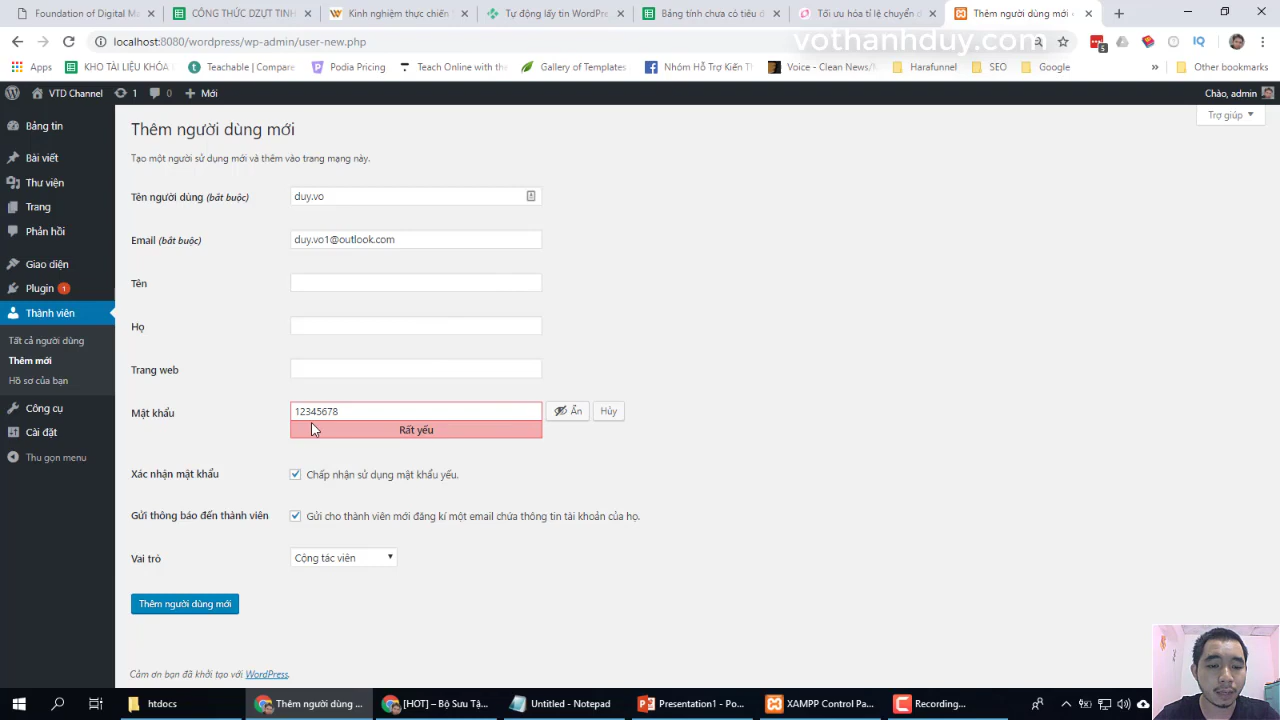 Foundation of Digital Ma
CÔNG THỨC DZỤT TINH
Kinh nghiệm thực chiến
Tự động lấy tin WordPre
Bảng tính chưa có tiêu đ
Tối ưu hóa tỉ lệ chuyển d
Thêm người dùng mới
localhost:8080/wordpress/wp-admin/user-new.php
vothanhduy.com
5
IQ
Apps
KHO TÀI LIỆU KHÓA
Teachable | Compare
Podia Pricing
Teach Online with the
Gallery of Templates
Nhóm Hỗ Trợ Kiến T
Voice - Clean News/
Harafunnel
SEO
Google
»
Other bookmarks
VTD Channel
1
0
Mới
Chào, admin
Bảng tin
Bài viết
Thư viện
Trang
Phản hồi
Giao diện
Plugin 1
Thành viên
Tất cả người dùng
Thêm mới
Hồ sơ của bạn
Công cụ
Cài đặt
Thu gọn menu
Trợ giúp
Thêm người dùng mới
Tạo một người sử dụng mới và thêm vào trang mạng này.
Tên người dùng (bắt buộc)
duy.vo
Email (bắt buộc)
duy.vo1@outlook.com
Tên
Họ
Trang web
Mật khẩu
12345678
Ẩn
Hủy
Rất yếu
Xác nhận mật khẩu
Chấp nhận sử dụng mật khẩu yếu.
Gửi thông báo đến thành viên
Gửi cho thành viên mới đăng kí một email chứa thông tin tài khoản của họ.
Vai trò
Cộng tác viên
Thêm người dùng mới
Cảm ơn bạn đã khởi tạo với WordPress.
htdocs
Thêm người dùng ...
[HOT] – Bộ Sưu Tậ...
Untitled - Notepad
Presentation1 - Po...
XAMPP Control Pa...
Recording...